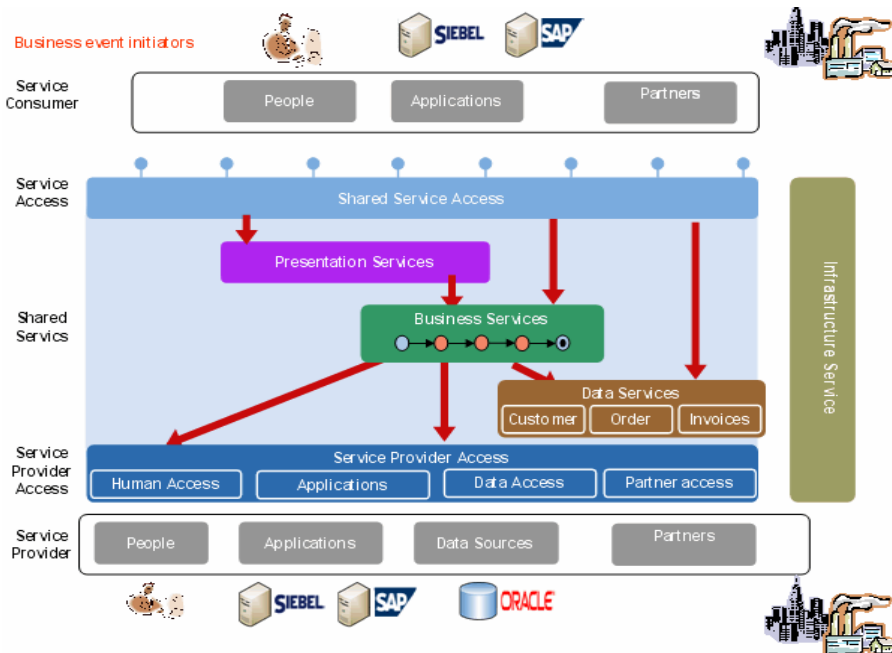 Business event initiators
SIEBEL
SAP
Service
Consumer
People
Applications
Partners
Service
Access
Shared Service Access
Presentation Services
Shared
Servics
Business Services
Data Services
Customer
Order
Invoices
Infrastructure Service
Service
Provider
Access
Service Provider Access
Human Access
Applications
Data Access
Partner access
Service
Provider
People
Applications
Data Sources
Partners
SIEBEL
SAP
ORACLE